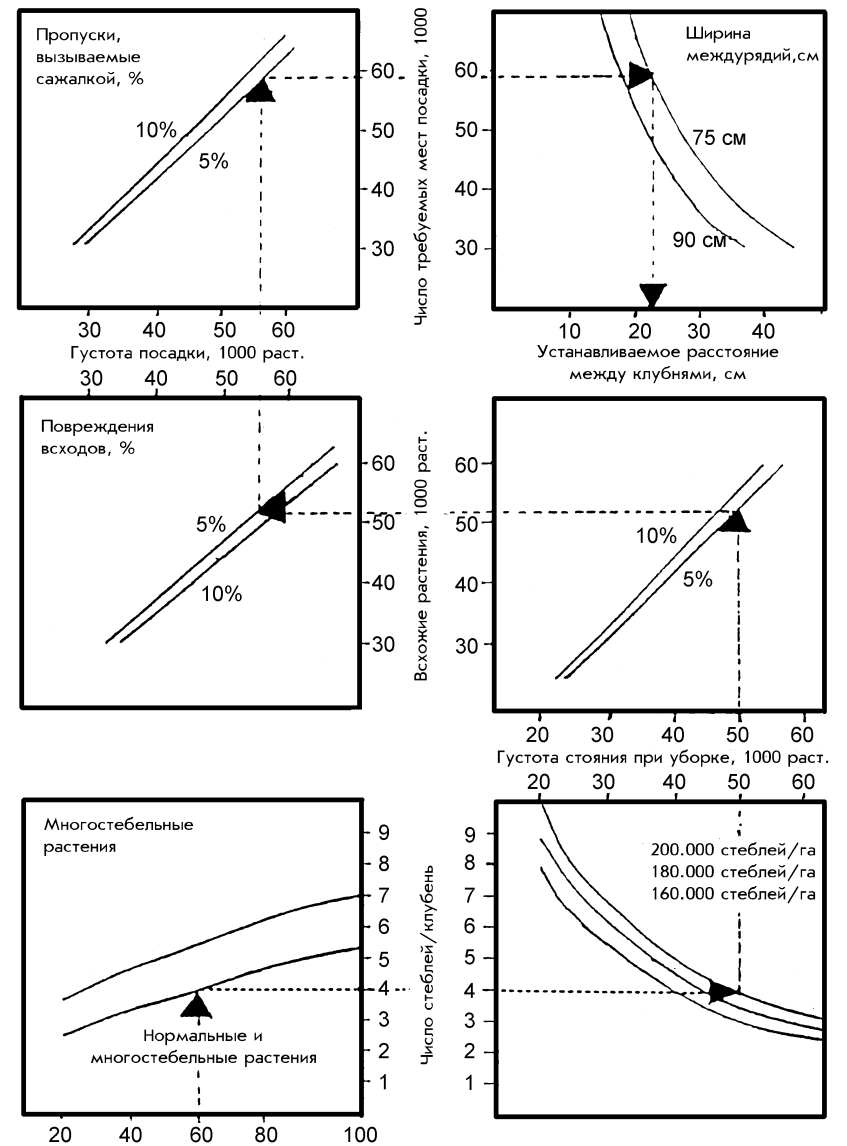 Пропуски,
вызываемые
сажалкой, %
10%
5%
60
50
40
30
30 40 50 60
Густота посадки, 1000 раст.
Число требуемых мест посадки, 1000
Ширина
междурядий,см
75 см
90 см
60
50
40
30
10 20 30 40
Устанавливаемое расстояние
между клубнями, см
30 40 50 60
Повреждения
всходов, %
5%
10%
60
50
40
30
Всхожие растения, 1000 раст.
60
50
40
30
10%
5%
20 30 40 50 60
Густота стояния при уборке, 1000 раст.
20 30 40 50 60
Многостебельные
растения
Нормальные и
многостебельные растения
9
8
7
6
5
4
3
2
1
20 40 60 80 100
Число стеблей/клубень
9
8
7
6
5
4
3
2
1
200.000 стеблей/га
180.000 стеблей/га
160.000 стеблей/га